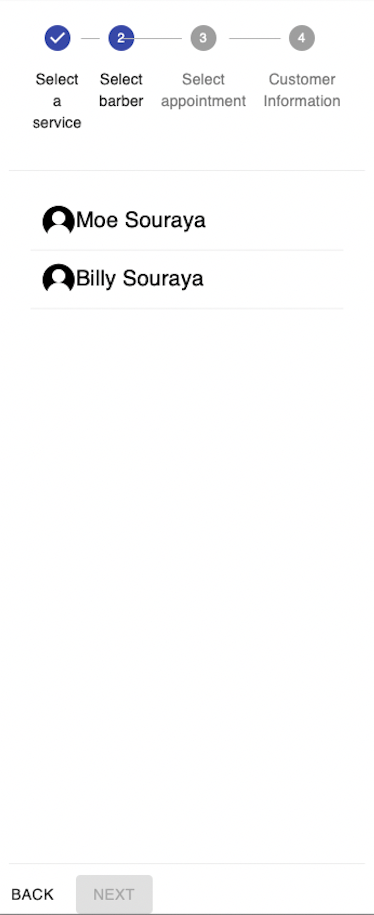 2
3
4
Select
a
service
Select
barber
Select
appointment
Customer
Information
Moe Souraya
Billy Souraya
BACK
NEXT